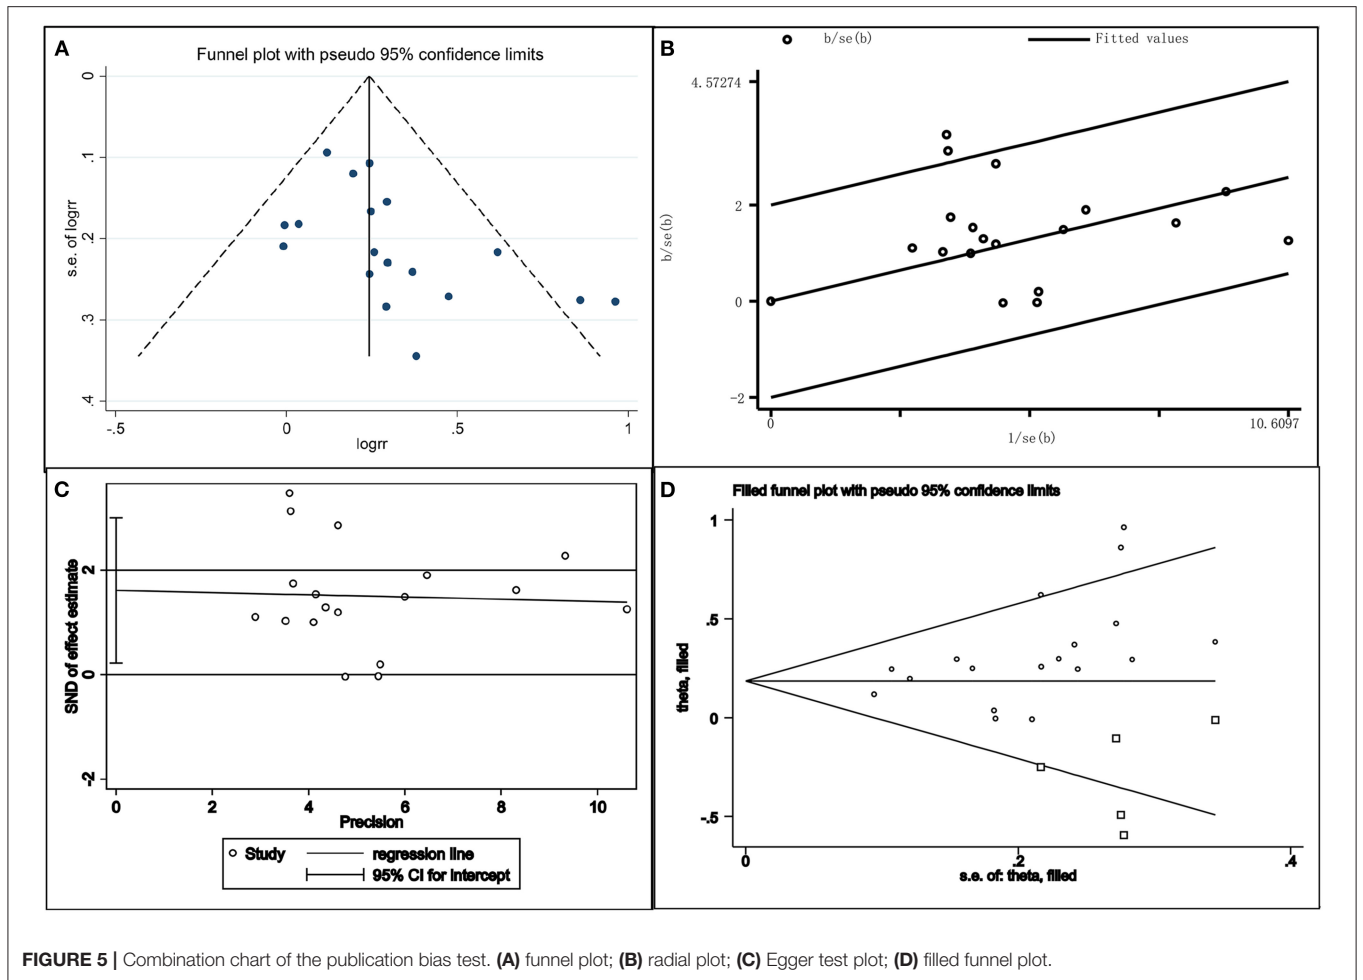 A
Funnel plot with pseudo 95% confidence limits
0
.1
.2
.3
.4
s.e. of logrr
-.5
0
.5
1
logrr
B
b/se(b)
Fitted values
4.57274
2
0
-2
b/se(b)
0
10.6097
1/se(b)
C
2
0
-2
SND of effect estimate
0
2
4
6
8
10
Precision
Study
regression line
95% CI for intercept
D
Filled funnel plot with pseudo 95% confidence limits
1
.5
0
-.5
theta, filled
0
.2
.4
s.e. of: theta, filled
FIGURE 5 | Combination chart of the publication bias test. (A) funnel plot; (B) radial plot; (C) Egger test plot; (D) filled funnel plot.